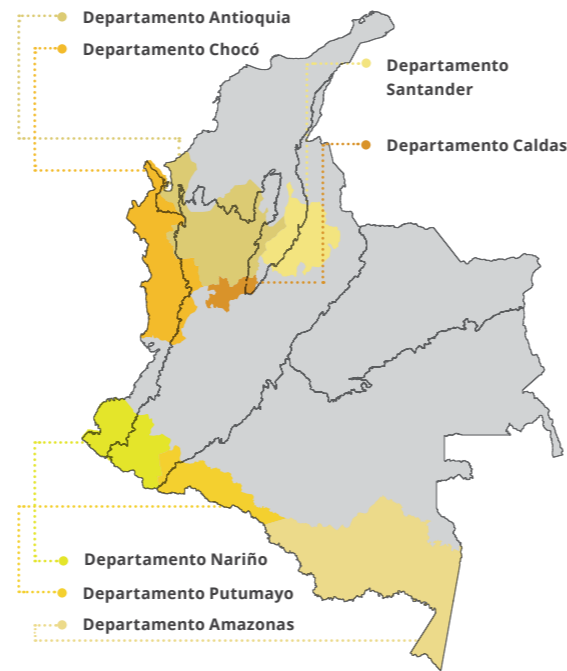 Departamento Antioquia
Departamento Chocó
Departamento
Santander
Departamento Caldas
Departamento Nariño
Departamento Putumayo
Departamento Amazonas